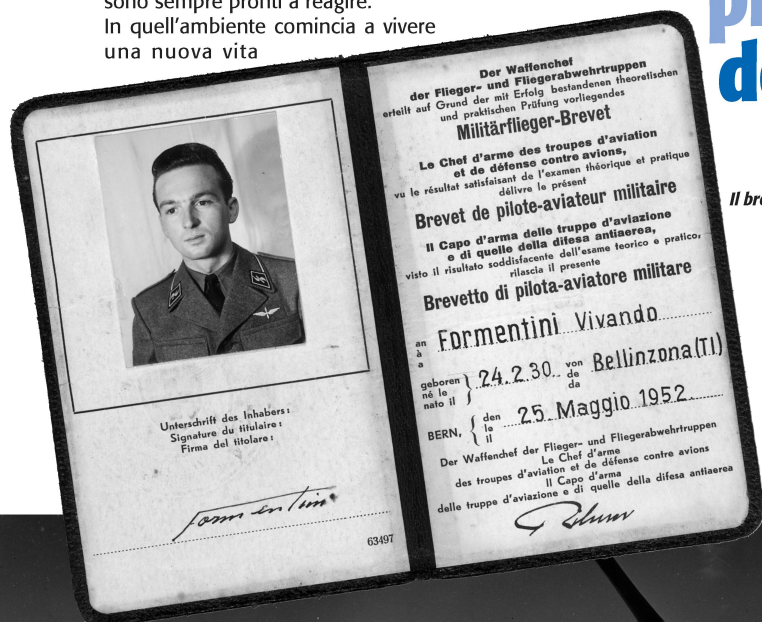 sono sempre pronti a reagire.
In quell'ambiente comincia a vivere
una nuova vita
Il bre
Unterschrift des Inhabers:
Signature du titulaire:
Firma del titolare:
Formentini
63497
Der Waffenchef
der Flieger- und Fliegerabwehrtruppen
erteilt auf Grund der mit Erfolg bestandenen theoretischen
und praktischen Prüfung vorliegendes
Militärflieger-Brevet
Le Chef d'arme des troupes d'aviation
et de défense contre avions,
vu le résultat satisfaisant de l'examen théorique et pratique
délivre le présent
Brevet de pilote-aviateur militaire
Il Capo d'arma delle truppe d'aviazione
e di quelle della difesa antiaerea,
visto il risultato soddisfacente dell'esame teorico e pratico,
rilascia il presente
Brevetto di pilota-aviatore militare
an
à
a
Formentini Vivando
geboren
né le
nato il
24.2.30.
von
de
da
Bellinzona (TI)
BERN,
den
le
il
25. Maggio 1952.
Der Waffenchef der Flieger- und Fliegerabwehrtruppen
Le Chef d'arme
des troupes d'aviation et de défense contre avions
Il Capo d'arma
delle truppe d'aviazione e di quelle della difesa antiaerea